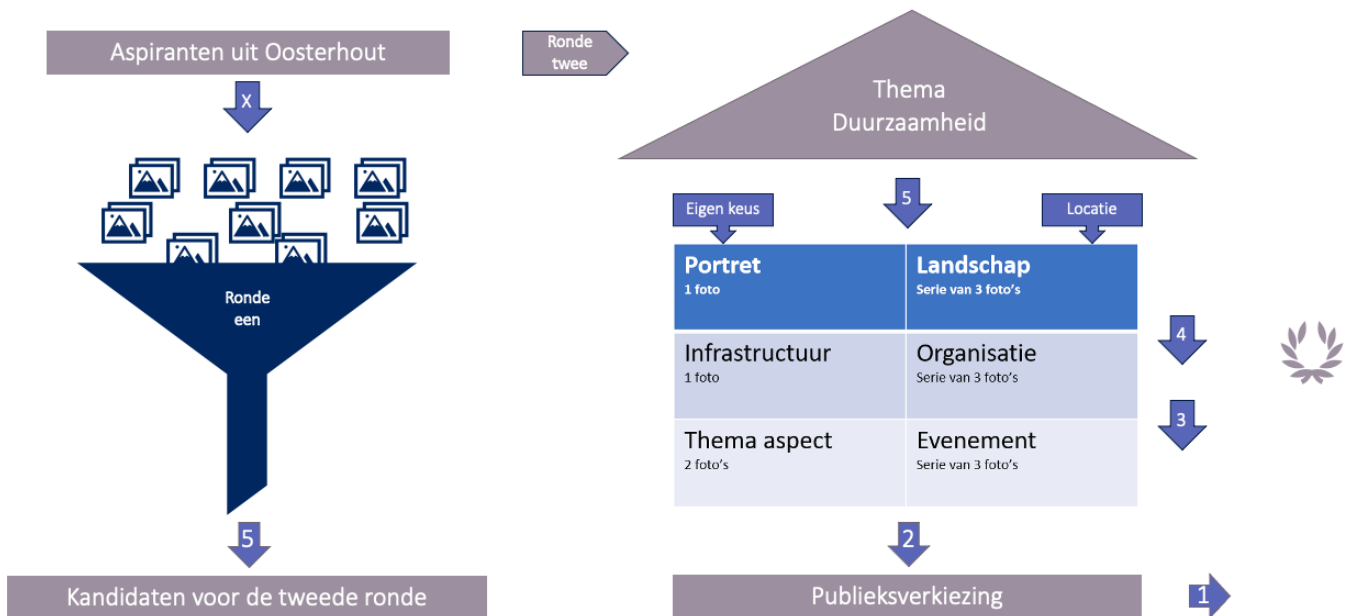 Aspiranten uit Oosterhout
X
Ronde
een
5
Kandidaten voor de tweede ronde
Ronde
twee
Thema
Duurzaamheid
5
Eigen keus
Locatie
Portret
1 foto
Landschap
Serie van 3 foto's
4
Infrastructuur
1 foto
Organisatie
Serie van 3 foto's
3
Thema aspect
2 foto's
Evenement
Serie van 3 foto's
2
Publieksverkiezing
1